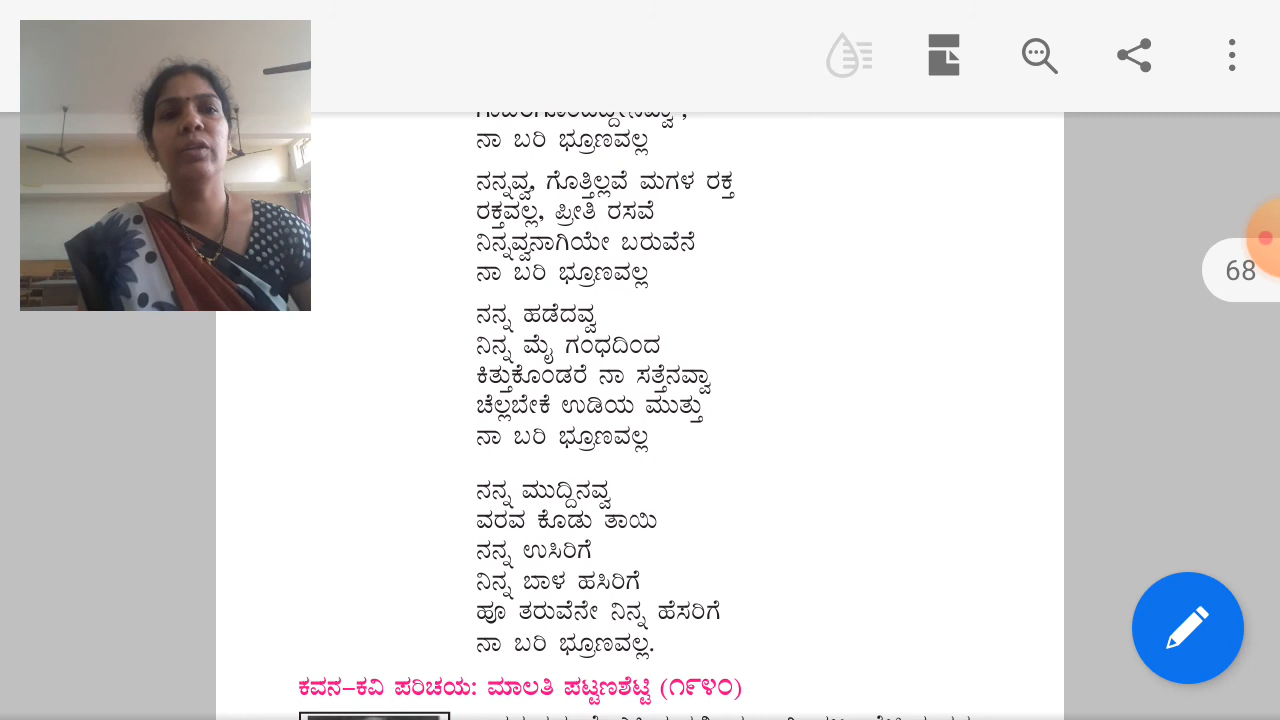 ನಾ ಬರಿ ಭ್ರೂಣವಲ್ಲ
ನನ್ನವ್ವ, ಗೊತ್ತಿಲ್ಲವೆ ಮಗಳ ರಕ್ತ
ರಕ್ತವಲ್ಲ, ಪ್ರೀತಿ ರಸವೆ
ನಿನ್ನವ್ವನಾಗಿಯೇ ಬರುವೆನೆ
ನಾ ಬರಿ ಭ್ರೂಣವಲ್ಲ
68
ನನ್ನ ಹಡೆದವ್ವ
ನಿನ್ನ ಮೈ ಗಂಧದಿಂದ
ಕಿತ್ತುಕೊಂಡರೆ ನಾ ಸತ್ತೆನವ್ವಾ
ಚೆಲ್ಲಬೇಕೆ ಉಡಿಯ ಮುತ್ತು
ನಾ ಬರಿ ಭ್ರೂಣವಲ್ಲ
ನನ್ನ ಮುದ್ದಿನವ್ವ
ವರವ ಕೊಡು ತಾಯಿ
ನನ್ನ ಉಸಿರಿಗೆ
ನಿನ್ನ ಬಾಳ ಹಸಿರಿಗೆ
ಹೂ ತರುವೆನೇ ನಿನ್ನ ಹೆಸರಿಗೆ
ನಾ ಬರಿ ಭ್ರೂಣವಲ್ಲ.
ಕವನ-ಕವಿ ಪರಿಚಯ: ಮಾಲತಿ ಪಟ್ಟಣಶೆಟ್ಟಿ (೧೯೪೦)